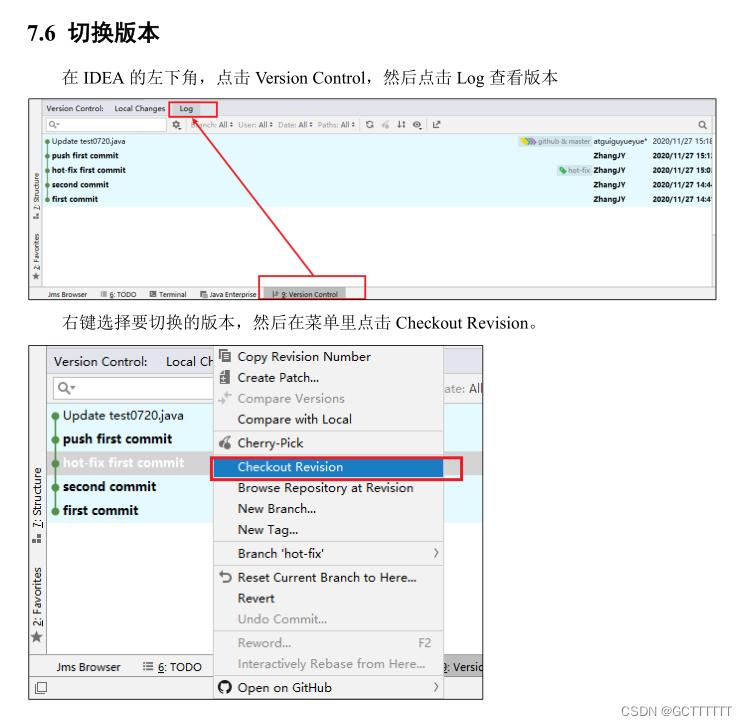 7.6 切换版本
在 IDEA 的左下角，点击 Version Control，然后点击 Log 查看版本
Version Control: Local Changes Log
Branch: All User: All Date: All Paths: All
Update test0720.java github & master atguiguyueyue* 2020/11/27 15:18
push first commit ZhangJY 2020/11/27 15:1
hot-fix first commit hot-fix ZhangJY 2020/11/27 15:0
second commit ZhangJY 2020/11/27 14:4
first commit ZhangJY 2020/11/27 14:4
7: Structure
2: Favorites
Jms Browser 6: TODO Terminal Java Enterprise 9: Version Control
右键选择要切换的版本，然后在菜单里点击 Checkout Revision。
Version Control: Local Ch
ate: All
Update test0720.java
push first commit
hot-fix first commit
second commit
first commit
Copy Revision Number
Create Patch...
Compare Versions
Compare with Local
Cherry-Pick
Checkout Revision
Browse Repository at Revision
New Branch...
New Tag...
Branch 'hot-fix'
Reset Current Branch to Here...
Revert
Undo Commit...
Reword... F2
Interactively Rebase from Here...
Open on GitHub
7: Structure
2: Favorites
Jms Browser 6: TODO 9: Versio
CSDN @GCTTTTTT